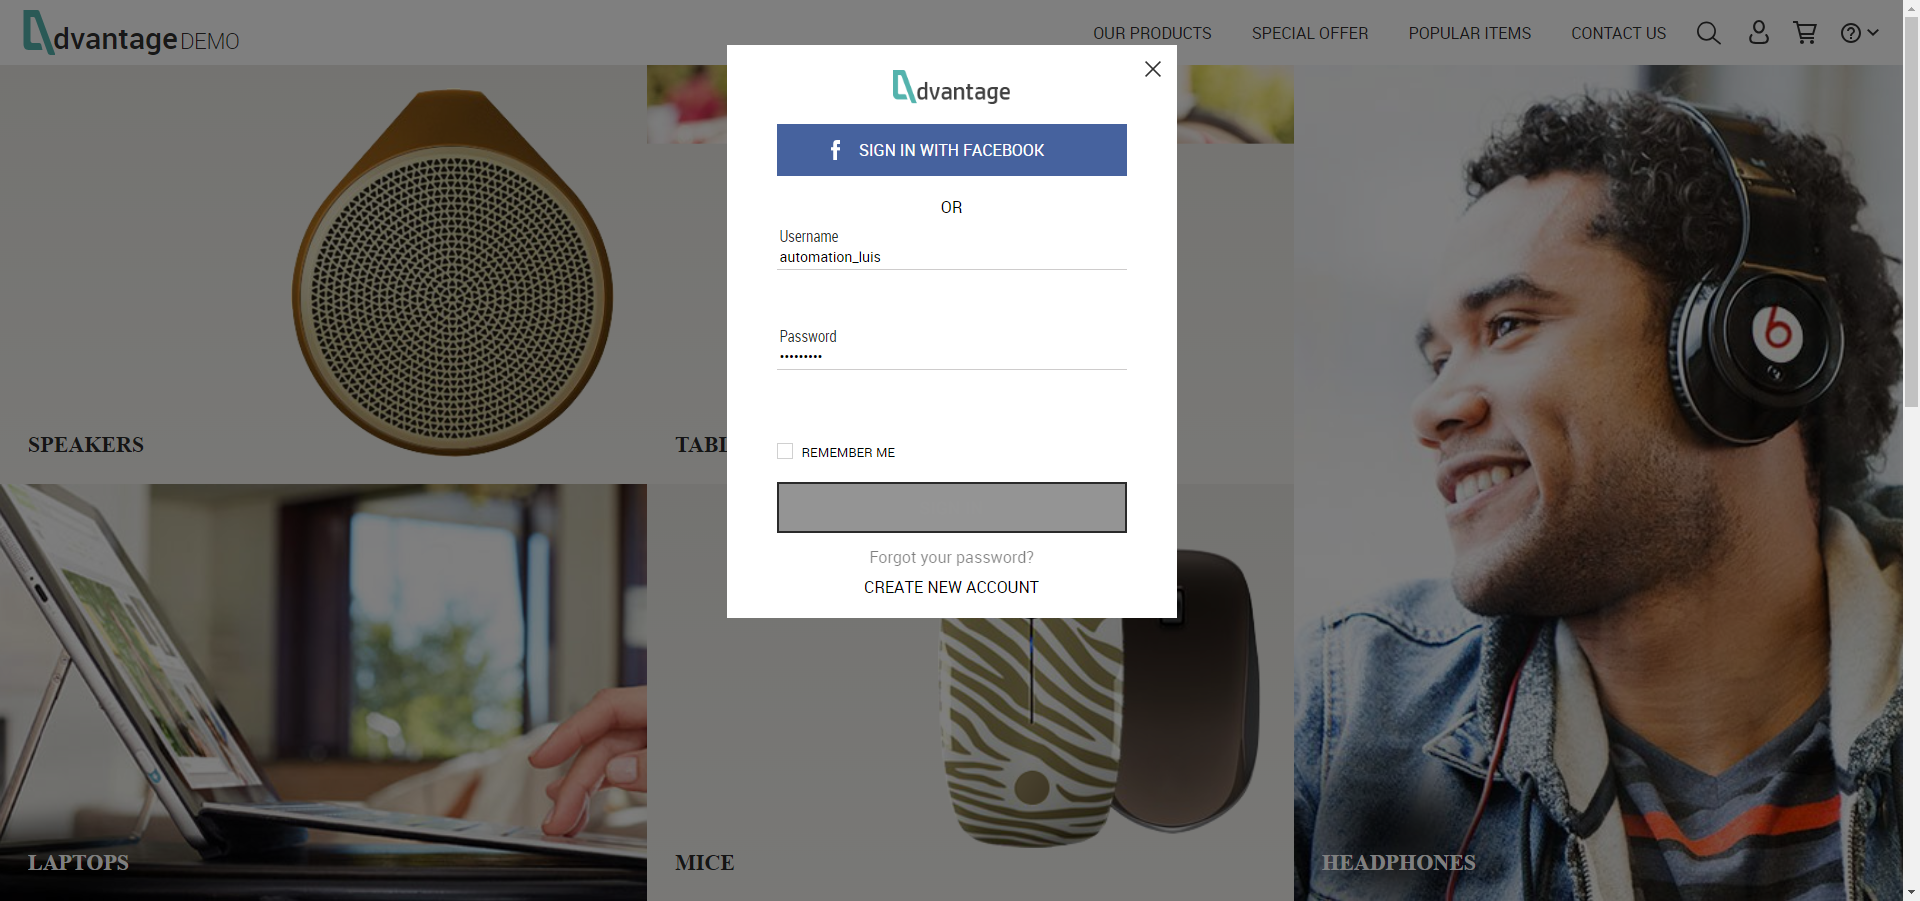 dvantage DEMO
OUR PRODUCTS
SPECIAL OFFER
POPULAR ITEMS
CONTACT US
dvantage
SIGN IN WITH FACEBOOK
OR
Username
automation_luis
Password
•••••••••
REMEMBER ME
Forgot your password?
CREATE NEW ACCOUNT
SPEAKERS
LAPTOPS
MICE
HEADPHONES